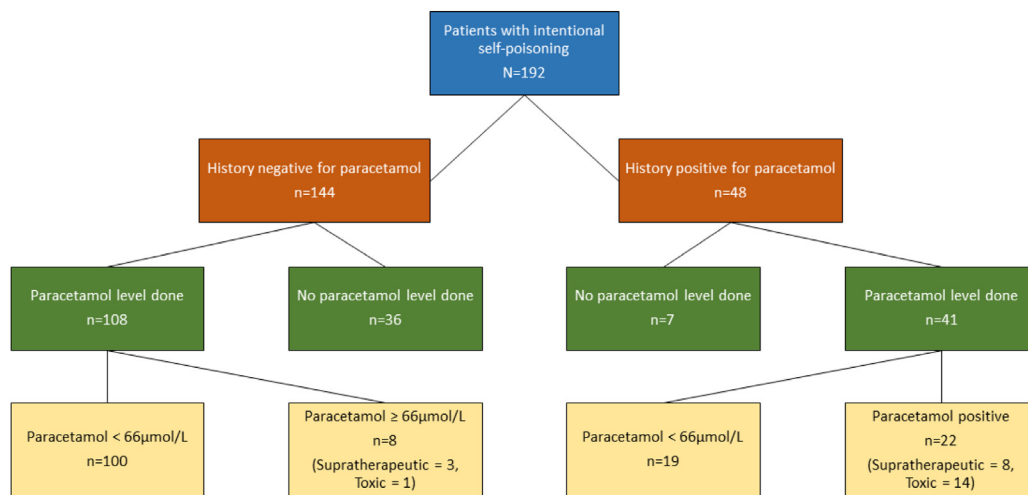 Patients with intentional
self-poisoning
N=192
History negative for paracetamol
n=144
History positive for paracetamol
n=48
Paracetamol level done
n=108
No paracetamol level done
n=36
No paracetamol level done
n=7
Paracetamol level done
n=41
Paracetamol < 66µmol/L
n=100
Paracetamol ≥ 66µmol/L
n=8
(Supratherapeutic = 3,
Toxic = 1)
Paracetamol < 66µmol/L
n=19
Paracetamol positive
n=22
(Supratherapeutic = 8,
Toxic = 14)